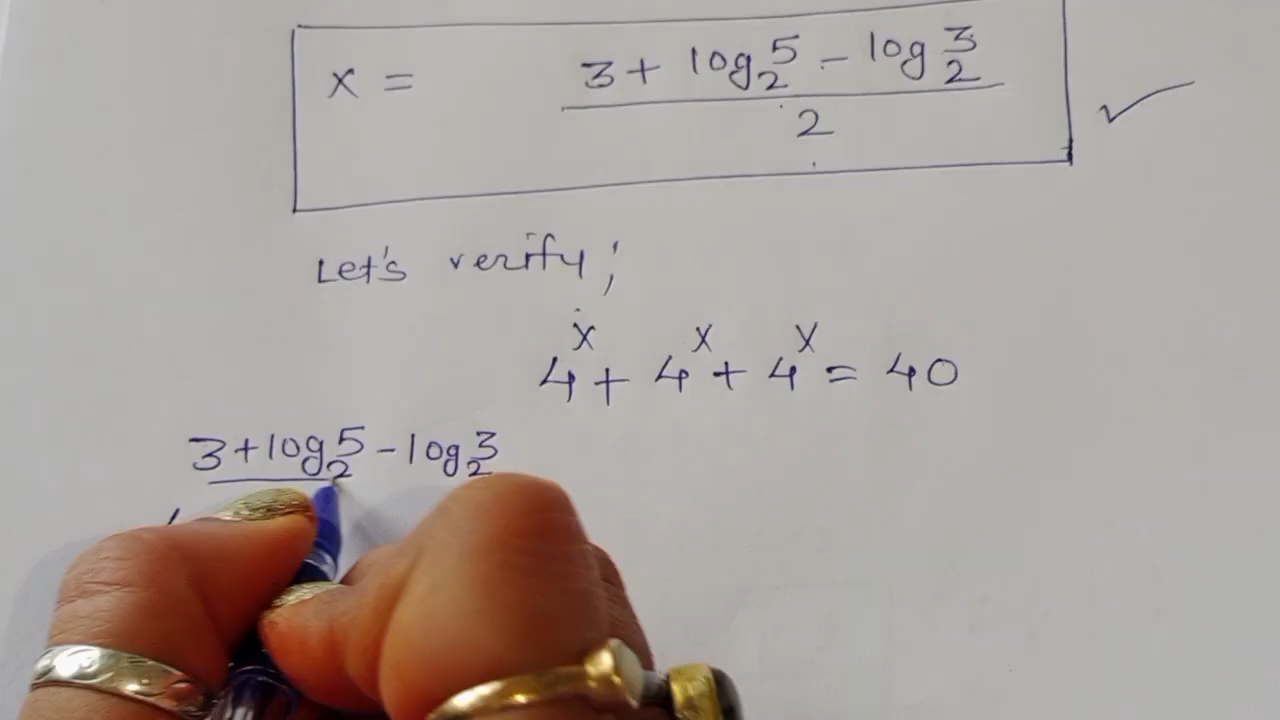 x = 3 + log₂5 - log₂3
2
Let's verify;
4ˣ + 4ˣ + 4ˣ = 40
3 + log₂5 - log₂3